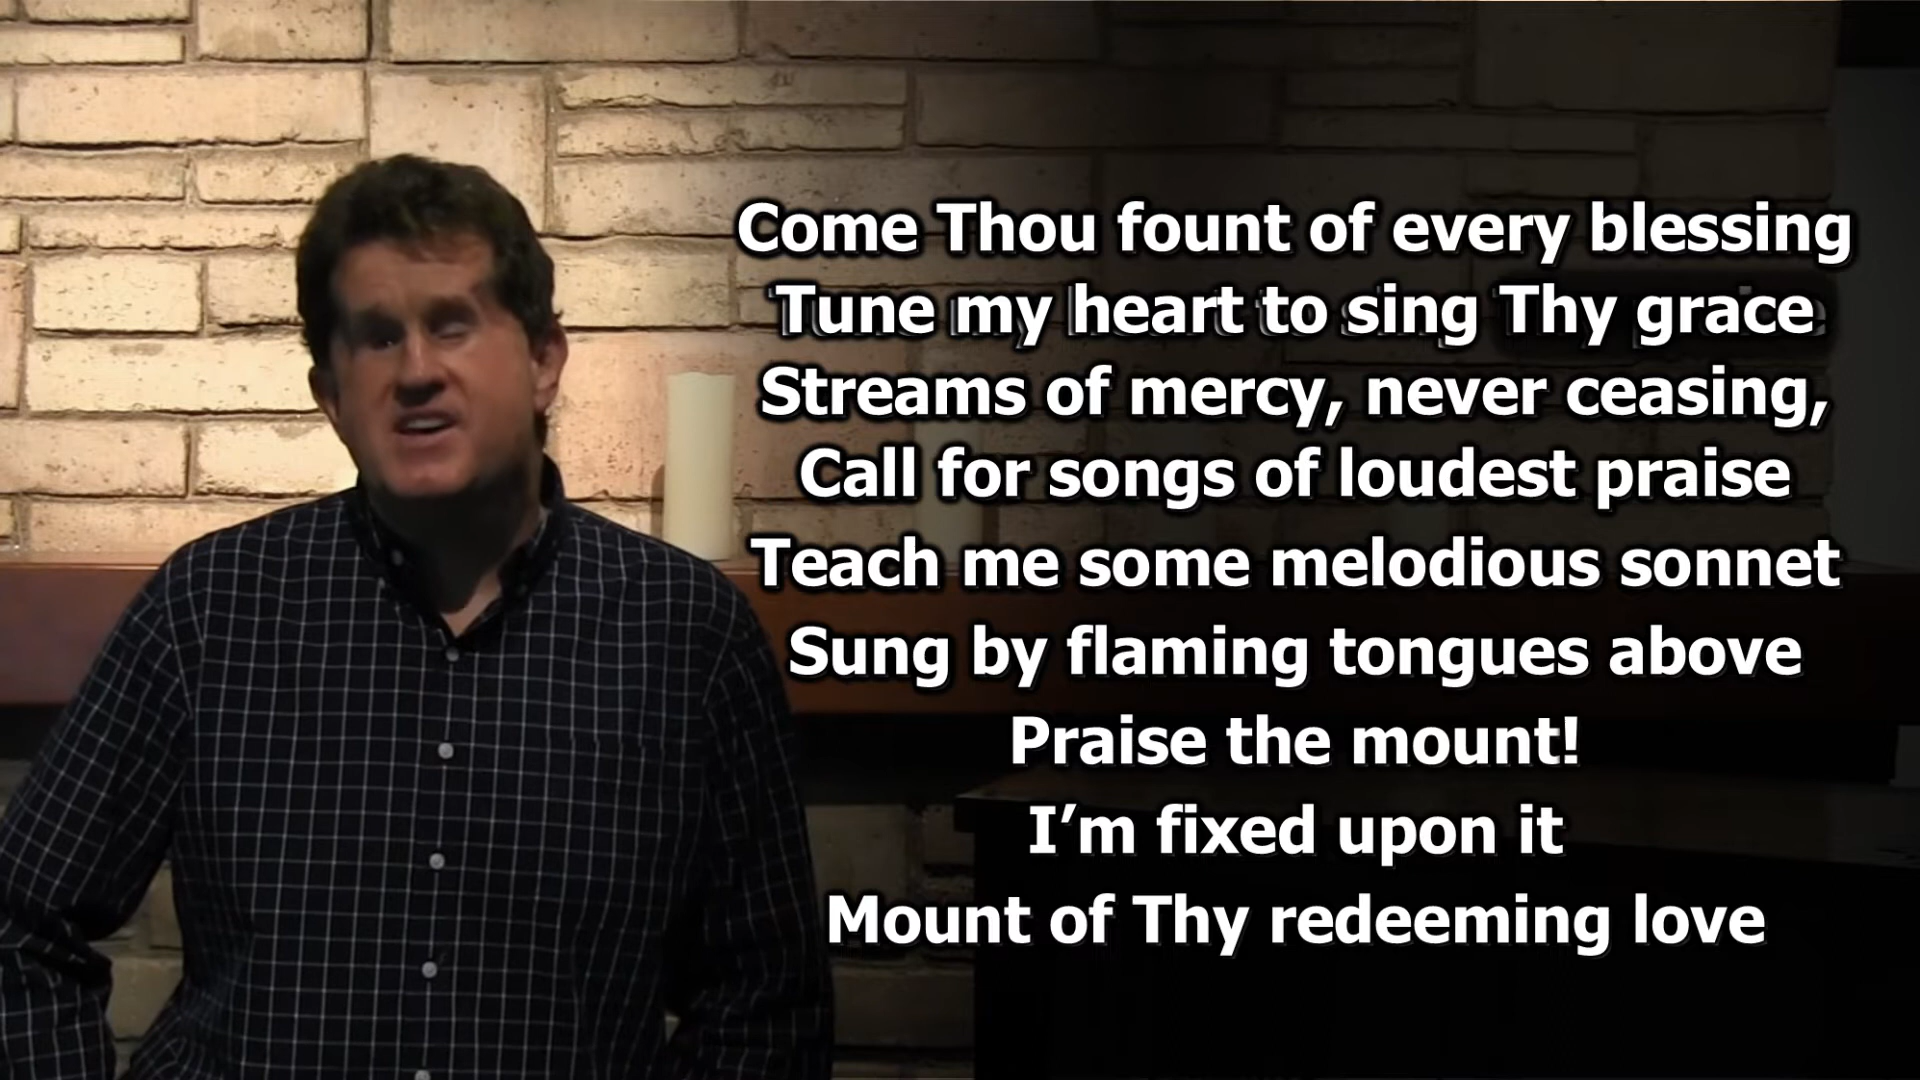 Come Thou fount of every blessing
Tune my heart to sing Thy grace
Streams of mercy, never ceasing,
Call for songs of loudest praise
Teach me some melodious sonnet
Sung by flaming tongues above
Praise the mount!
I’m fixed upon it
Mount of Thy redeeming love